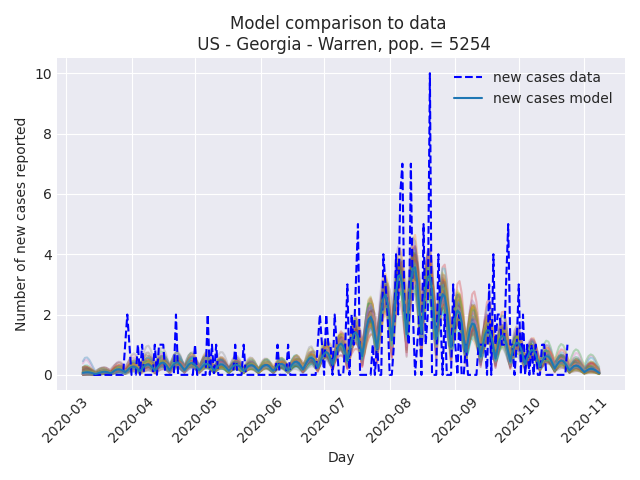 Model comparison to data
US - Georgia - Warren, pop. = 5254
10
8
6
4
2
0
Number of new cases reported
new cases data
new cases model
2020-03
2020-04
2020-05
2020-06
2020-07
2020-08
2020-09
2020-10
2020-11
Day